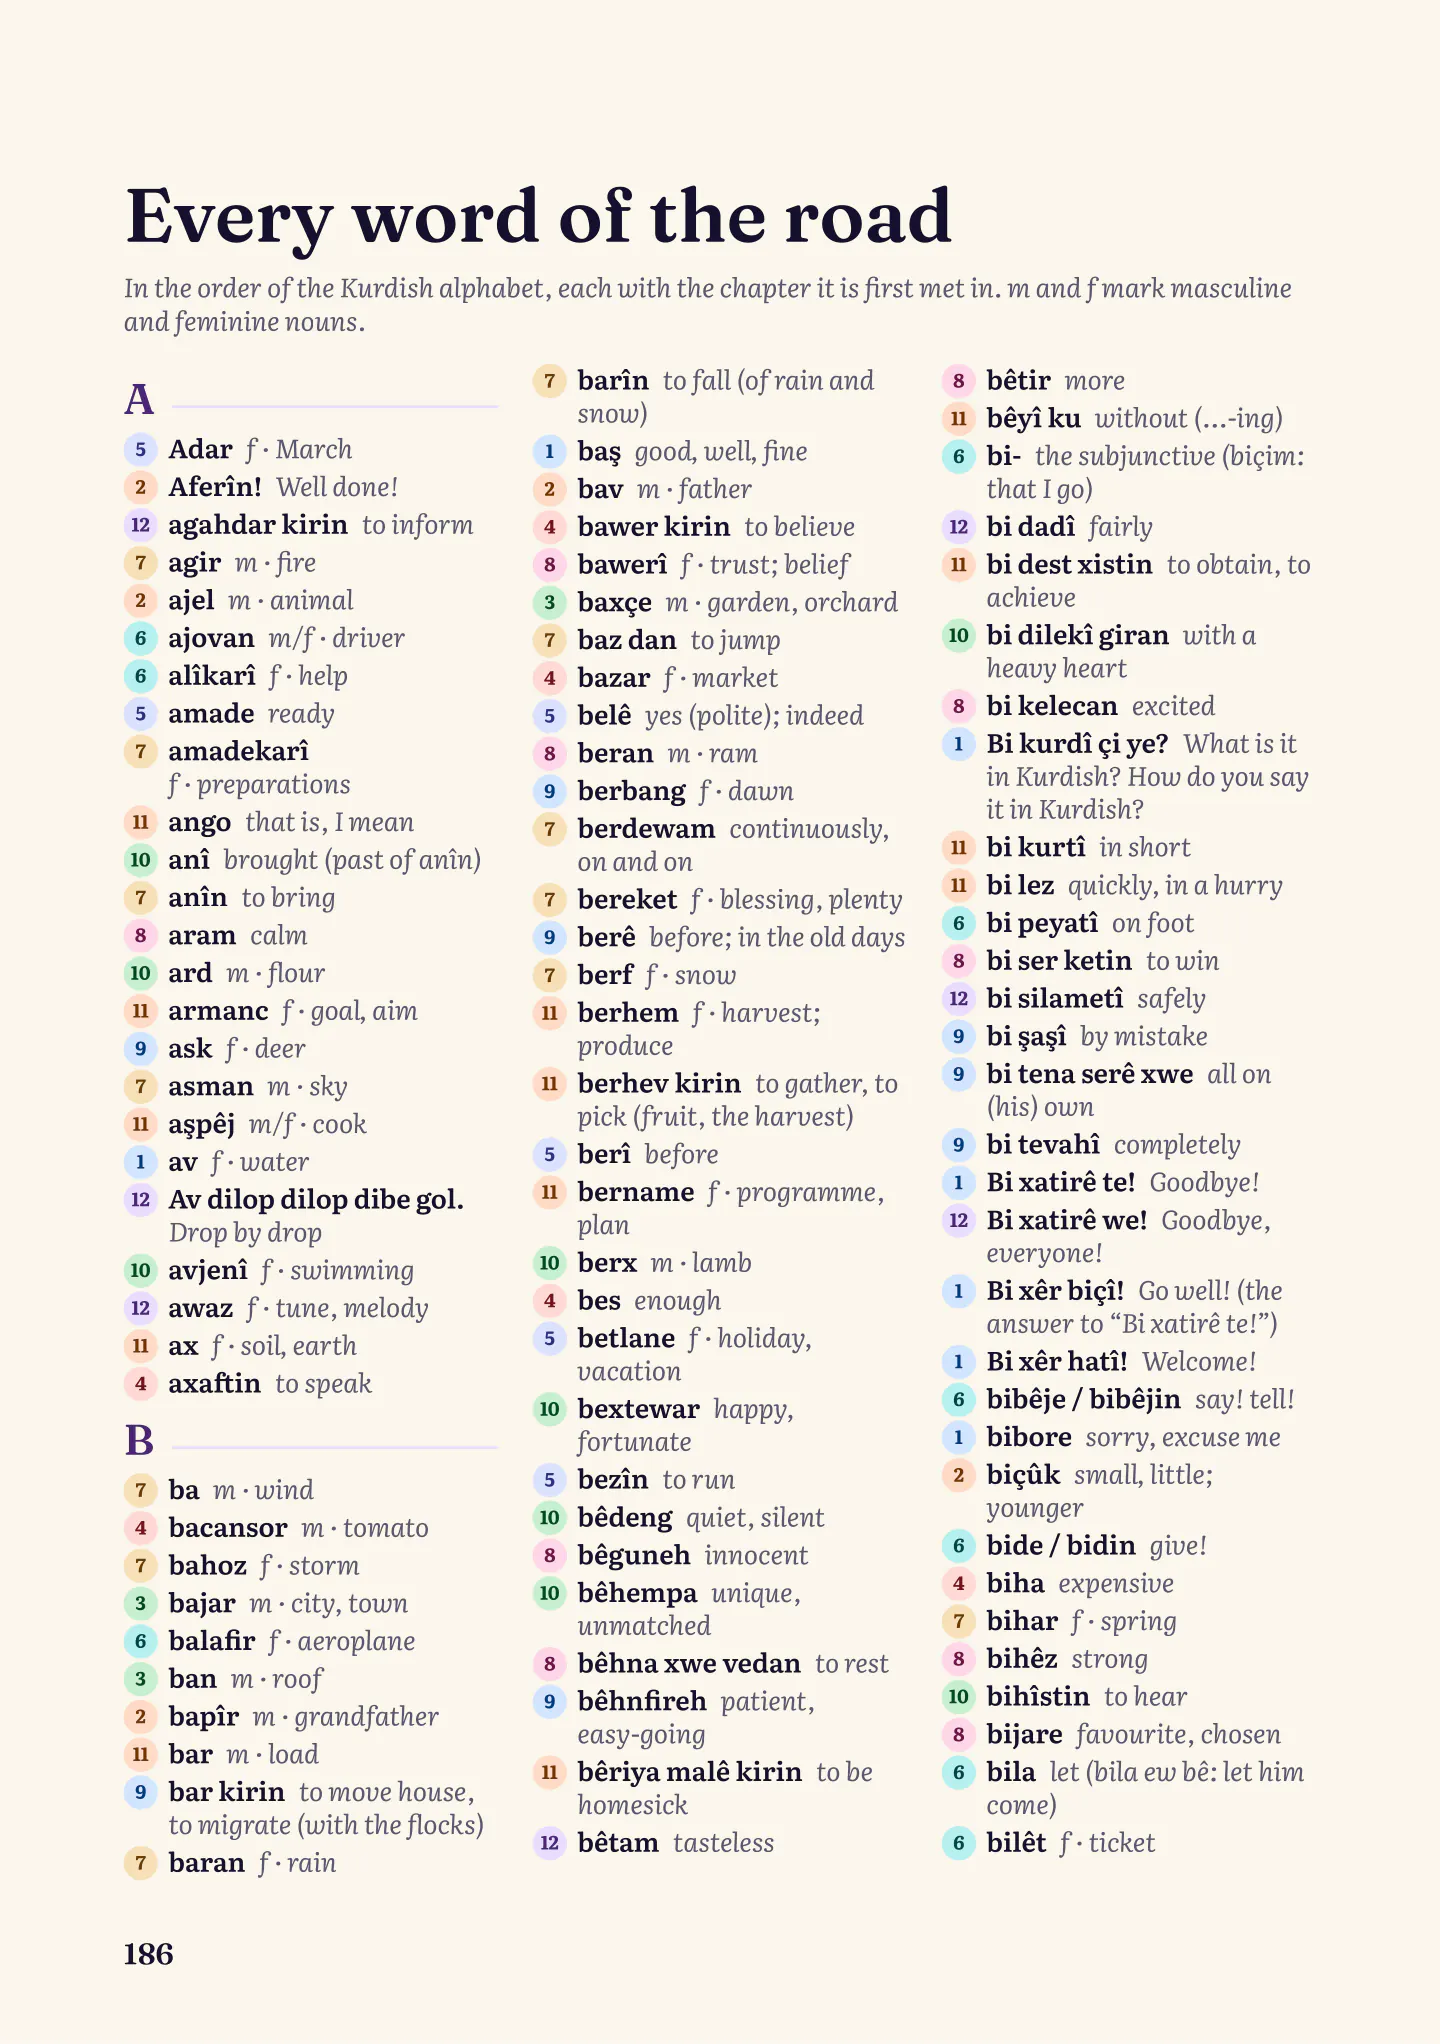 Every word of the road
In the order of the Kurdish alphabet, each with the chapter it is first met in. m and f mark masculine
and feminine nouns.
A
5 Adar f · March
2 Aferîn! Well done!
12 agahdar kirin to inform
7 agir m · fire
2 ajel m · animal
6 ajovan m/f · driver
6 alîkarî f · help
5 amade ready
7 amadekarî
f · preparations
11 ango that is, I mean
10 anî brought (past of anîn)
7 anîn to bring
8 aram calm
10 ard m · flour
11 armanc f · goal, aim
9 ask f · deer
7 asman m · sky
11 aşpêj m/f · cook
1 av f · water
12 Av dilop dilop dibe gol.
Drop by drop
10 avjenî f · swimming
12 awaz f · tune, melody
11 ax f · soil, earth
4 axaftin to speak
B
7 ba m · wind
4 bacansor m · tomato
7 bahoz f · storm
3 bajar m · city, town
6 balafir f · aeroplane
3 ban m · roof
2 bapîr m · grandfather
11 bar m · load
9 bar kirin to move house,
to migrate (with the flocks)
7 baran f · rain
7 barîn to fall (of rain and
snow)
1 baş good, well, fine
2 bav m · father
4 bawer kirin to believe
8 bawerî f · trust; belief
3 baxçe m · garden, orchard
7 baz dan to jump
4 bazar f · market
5 belê yes (polite); indeed
8 beran m · ram
9 berbang f · dawn
7 berdewam continuously,
on and on
7 bereket f · blessing, plenty
9 berê before; in the old days
7 berf f · snow
11 berhem f · harvest;
produce
11 berhev kirin to gather, to
pick (fruit, the harvest)
5 berî before
11 bername f · programme,
plan
10 berx m · lamb
4 bes enough
5 betlane f · holiday,
vacation
10 bextewar happy,
fortunate
5 bezîn to run
10 bêdeng quiet, silent
8 bêguneh innocent
10 bêhempa unique,
unmatched
8 bêhna xwe vedan to rest
9 bêhnfireh patient,
easy-going
11 bêriya malê kirin to be
homesick
12 bêtam tasteless
8 bêtir more
11 bêyî ku without (…-ing)
6 bi- the subjunctive (biçim:
that I go)
12 bi dadî fairly
11 bi dest xistin to obtain, to
achieve
10 bi dilekî giran with a
heavy heart
8 bi kelecan excited
1 Bi kurdî çi ye? What is it
in Kurdish? How do you say
it in Kurdish?
11 bi kurtî in short
11 bi lez quickly, in a hurry
6 bi peyatî on foot
8 bi ser ketin to win
12 bi silametî safely
9 bi şaşî by mistake
9 bi tena serê xwe all on
(his) own
9 bi tevahî completely
1 Bi xatirê te! Goodbye!
12 Bi xatirê we! Goodbye,
everyone!
1 Bi xêr biçî! Go well! (the
answer to “Bi xatirê te!”)
1 Bi xêr hatî! Welcome!
6 bibêje / bibêjin say! tell!
1 bibore sorry, excuse me
2 biçûk small, little;
younger
6 bide / bidin give!
4 biha expensive
7 bihar f · spring
8 bihêz strong
10 bihîstin to hear
8 bijare favourite, chosen
6 bila let (bila ew bê: let him
come)
6 bilêt f · ticket
186